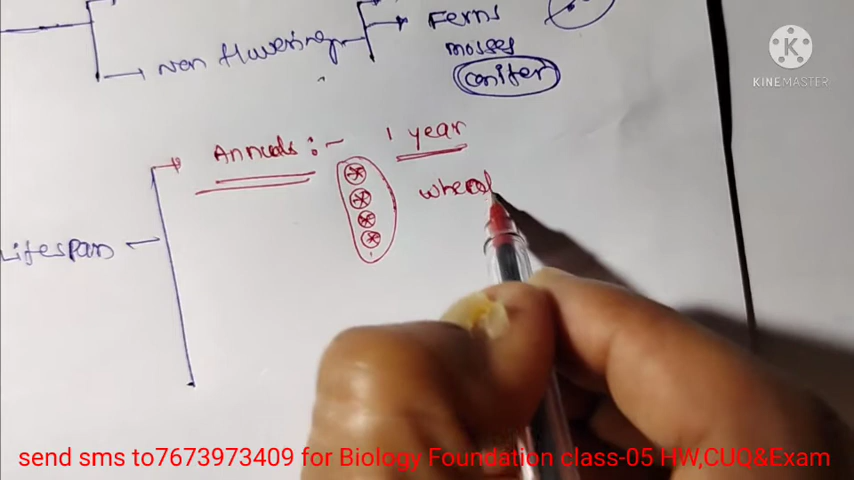 Ferns
Non flowering
mosses
conifer
KINEMASTER
Annuals :- 1 year
Lifespan
send sms to7673973409 for Biology Foundation class-05 HW,CUQ&Exam